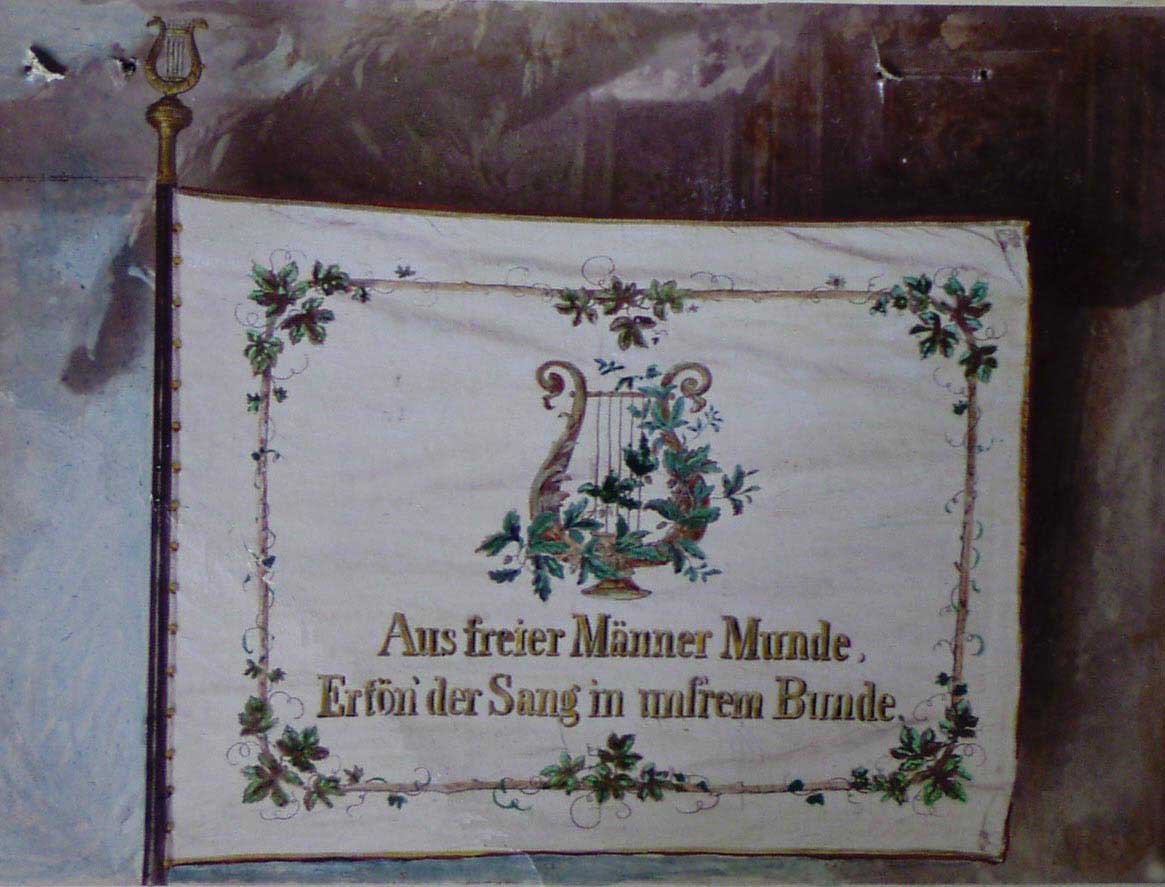 Aus freier Männer Munde,
Ertön' der Sang in unsrem Bunde.